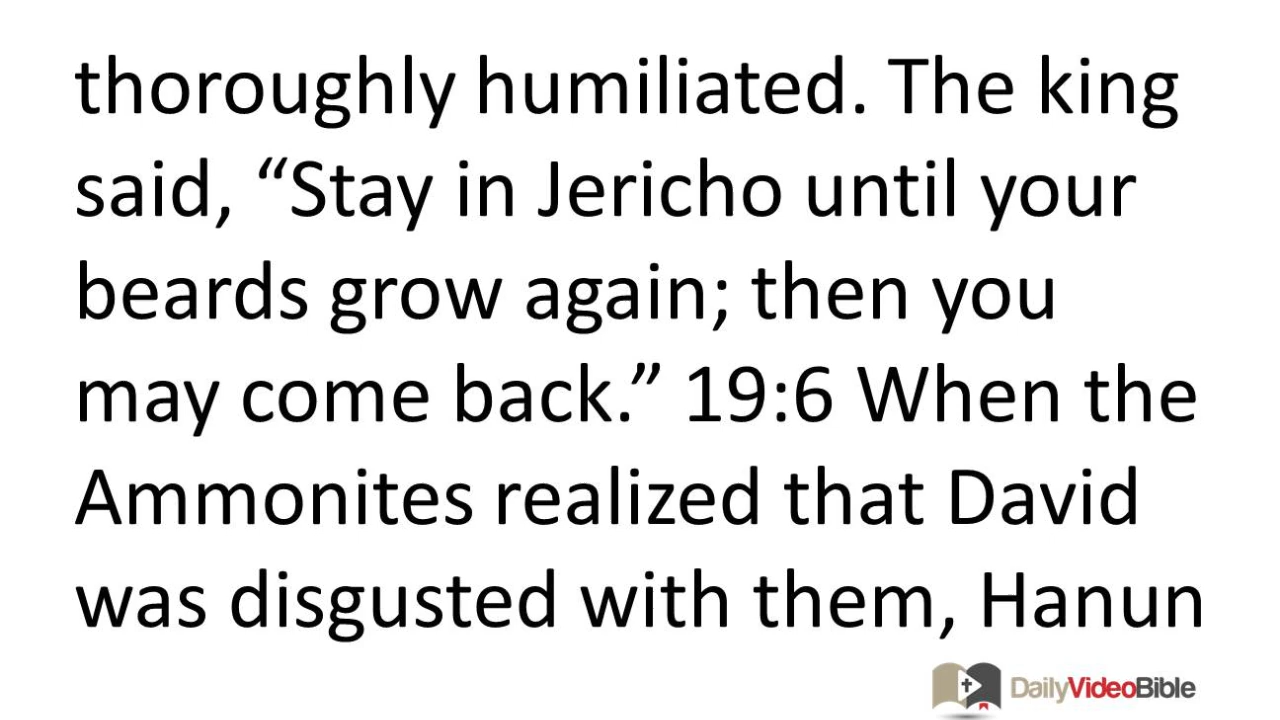 thoroughly humiliated. The king
said, “Stay in Jericho until your
beards grow again; then you
may come back.” 19:6 When the
Ammonites realized that David
was disgusted with them, Hanun
DailyVideoBible